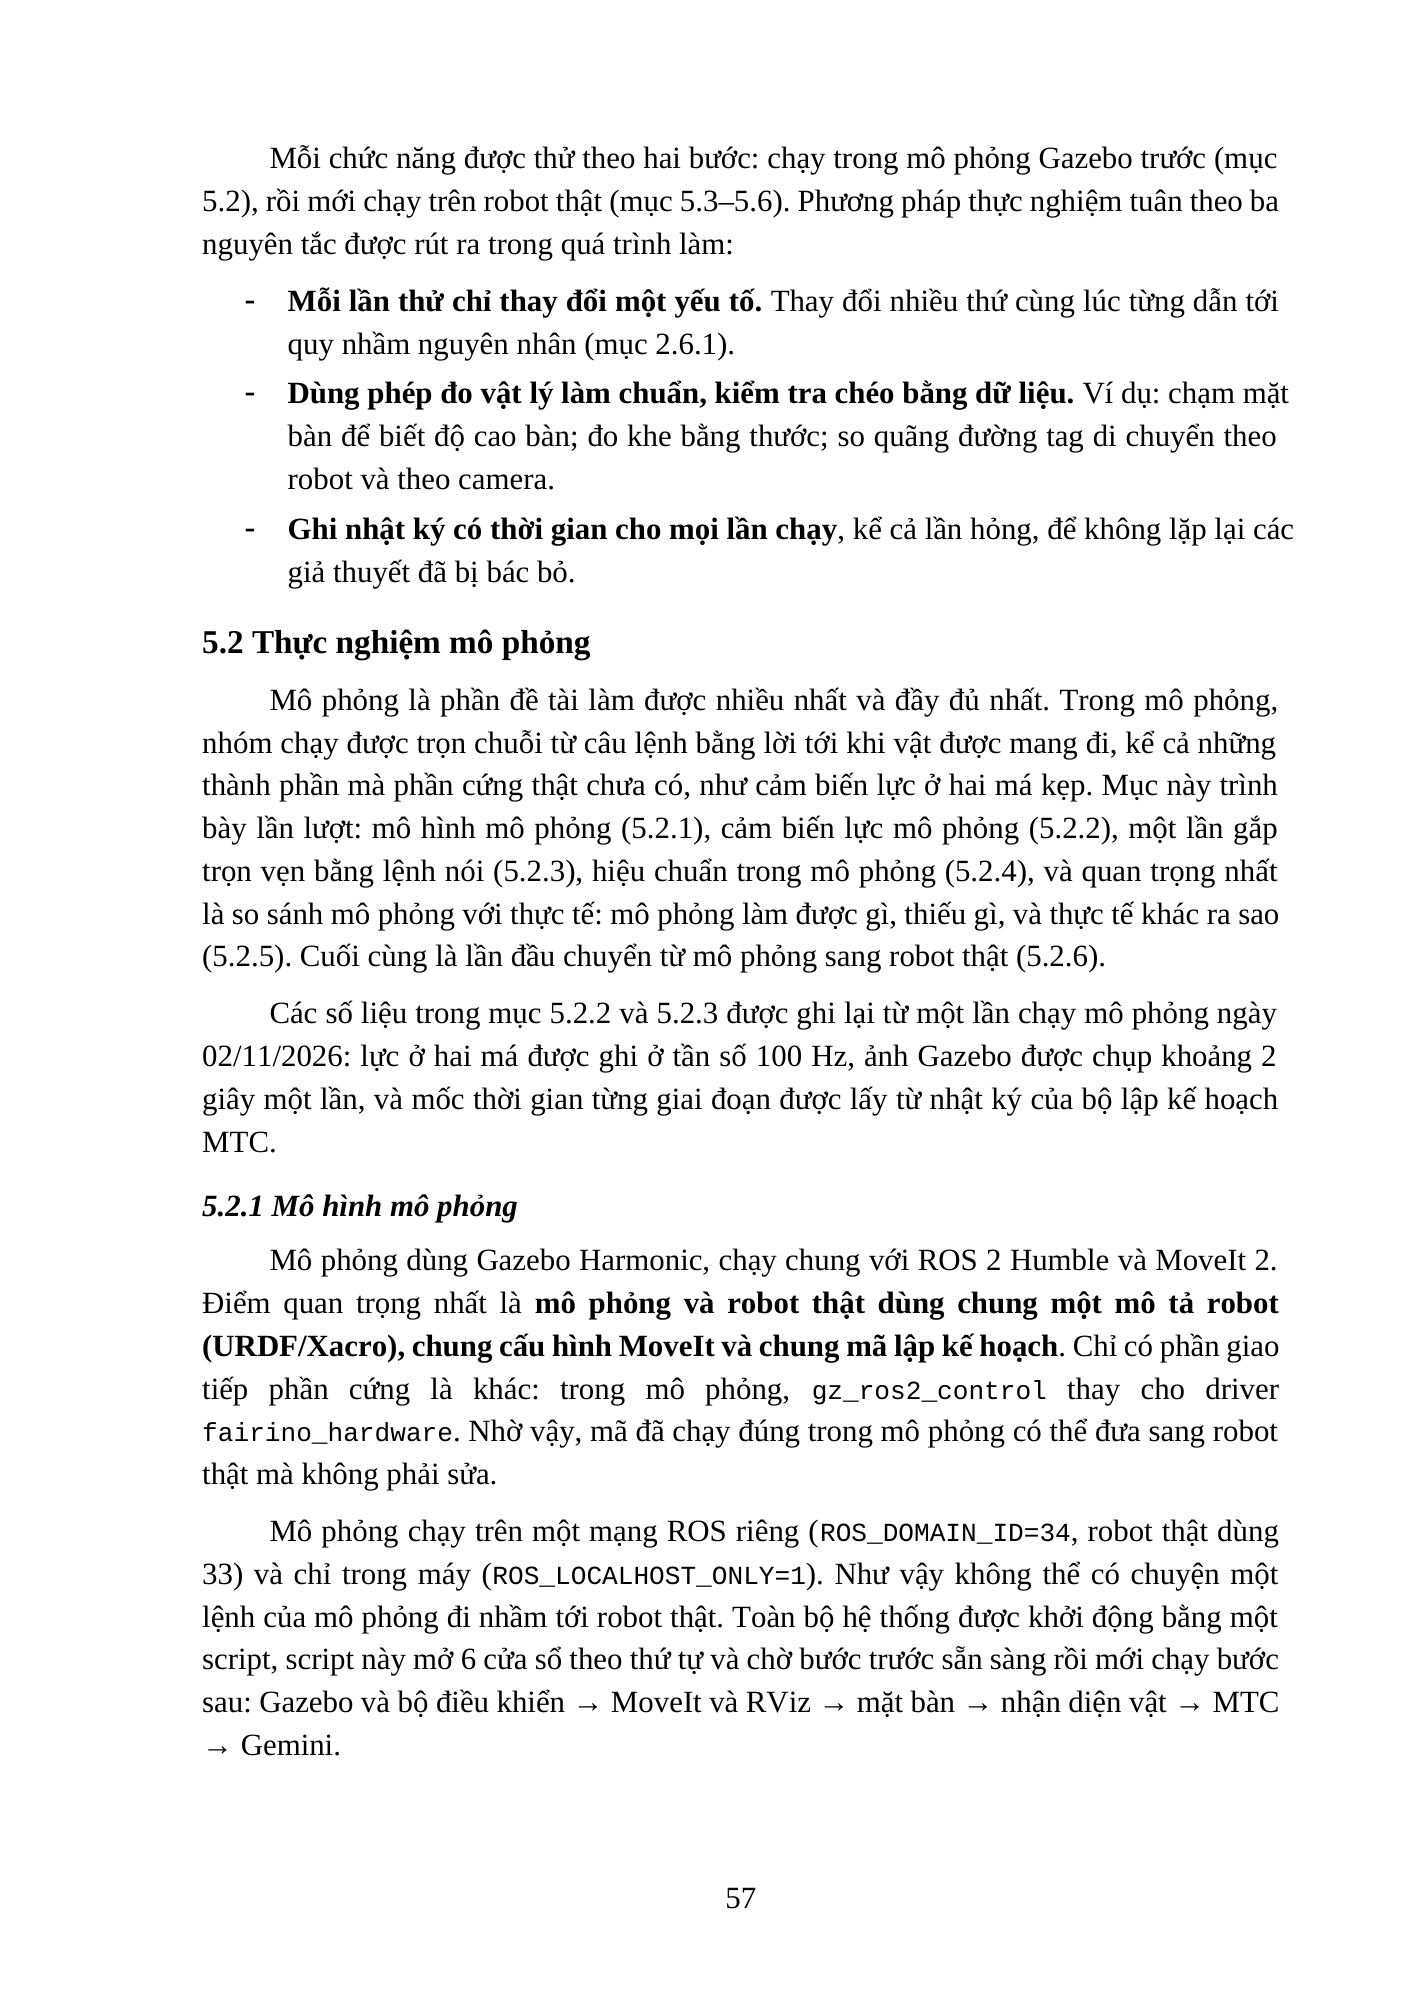 Mỗi chức năng được thử theo hai bước: chạy trong mô phỏng Gazebo trước (mục
5.2), rồi mới chạy trên robot thật (mục 5.3–5.6). Phương pháp thực nghiệm tuân theo ba
nguyên tắc được rút ra trong quá trình làm:
- Mỗi lần thử chỉ thay đổi một yếu tố. Thay đổi nhiều thứ cùng lúc từng dẫn tới
quy nhầm nguyên nhân (mục 2.6.1).
- Dùng phép đo vật lý làm chuẩn, kiểm tra chéo bằng dữ liệu. Ví dụ: chạm mặt
bàn để biết độ cao bàn; đo khe bằng thước; so quãng đường tag di chuyển theo
robot và theo camera.
- Ghi nhật ký có thời gian cho mọi lần chạy, kể cả lần hỏng, để không lặp lại các
giả thuyết đã bị bác bỏ.
5.2 Thực nghiệm mô phỏng
Mô phỏng là phần đề tài làm được nhiều nhất và đầy đủ nhất. Trong mô phỏng,
nhóm chạy được trọn chuỗi từ câu lệnh bằng lời tới khi vật được mang đi, kể cả những
thành phần mà phần cứng thật chưa có, như cảm biến lực ở hai má kẹp. Mục này trình
bày lần lượt: mô hình mô phỏng (5.2.1), cảm biến lực mô phỏng (5.2.2), một lần gắp
trọn vẹn bằng lệnh nói (5.2.3), hiệu chuẩn trong mô phỏng (5.2.4), và quan trọng nhất
là so sánh mô phỏng với thực tế: mô phỏng làm được gì, thiếu gì, và thực tế khác ra sao
(5.2.5). Cuối cùng là lần đầu chuyển từ mô phỏng sang robot thật (5.2.6).
Các số liệu trong mục 5.2.2 và 5.2.3 được ghi lại từ một lần chạy mô phỏng ngày
02/11/2026: lực ở hai má được ghi ở tần số 100 Hz, ảnh Gazebo được chụp khoảng 2
giây một lần, và mốc thời gian từng giai đoạn được lấy từ nhật ký của bộ lập kế hoạch
MTC.
5.2.1 Mô hình mô phỏng
Mô phỏng dùng Gazebo Harmonic, chạy chung với ROS 2 Humble và MoveIt 2.
Điểm quan trọng nhất là mô phỏng và robot thật dùng chung một mô tả robot
(URDF/Xacro), chung cấu hình MoveIt và chung mã lập kế hoạch. Chỉ có phần giao
tiếp phần cứng là khác: trong mô phỏng, gz_ros2_control thay cho driver
fairino_hardware. Nhờ vậy, mã đã chạy đúng trong mô phỏng có thể đưa sang robot
thật mà không phải sửa.
Mô phỏng chạy trên một mạng ROS riêng (ROS_DOMAIN_ID=34, robot thật dùng
33) và chỉ trong máy (ROS_LOCALHOST_ONLY=1). Như vậy không thể có chuyện một
lệnh của mô phỏng đi nhầm tới robot thật. Toàn bộ hệ thống được khởi động bằng một
script, script này mở 6 cửa sổ theo thứ tự và chờ bước trước sẵn sàng rồi mới chạy bước
sau: Gazebo và bộ điều khiển → MoveIt và RViz → mặt bàn → nhận diện vật → MTC
→ Gemini.
57